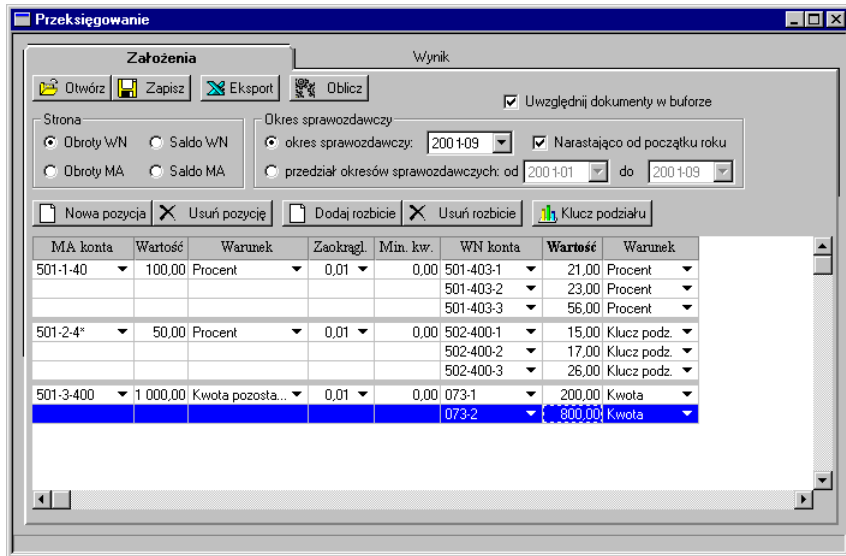 Przeksięgowanie
Założenia Wynik
Otwórz Zapisz Eksport Oblicz
Uwzględnij dokumenty w buforze
Strona Okres sprawozdawczy
Obroty WN Saldo WN okres sprawozdawczy: 2001-09 Narastająco od początku roku
Obroty MA Saldo MA przedział okresów sprawozdawczych: od 2001-01 do 2001-09
Nowa pozycja Usuń pozycję Dodaj rozbicie Usuń rozbicie Klucz podziału
MA konta Wartość Warunek Zaokrągl. Min. kw. WN konta Wartość Warunek
501-1-40 100,00 Procent 0,01 0,00 501-403-1 21,00 Procent
501-403-2 23,00 Procent
501-403-3 56,00 Procent
501-2-4* 50,00 Procent 0,01 0,00 502-400-1 15,00 Klucz podz.
502-400-2 17,00 Klucz podz.
502-400-3 26,00 Klucz podz.
501-3-400 1 000,00 Kwota pozosta... 0,01 0,00 073-1 200,00 Kwota
073-2 800,00 Kwota